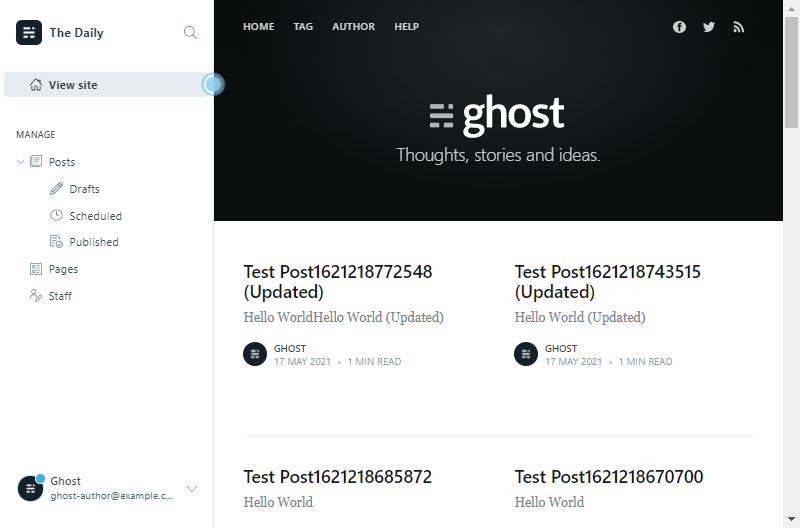 The Daily
View site
MANAGE
Posts
Drafts
Scheduled
Published
Pages
Staff
Ghost
ghost-author@example.c...
HOME TAG AUTHOR HELP
ghost
Thoughts, stories and ideas.
Test Post1621218772548
(Updated)
Hello WorldHello World (Updated)
GHOST
17 MAY 2021 • 1 MIN READ
Test Post1621218743515
(Updated)
Hello World (Updated)
GHOST
17 MAY 2021 • 1 MIN READ
Test Post1621218685872
Hello World
Test Post1621218670700
Hello World